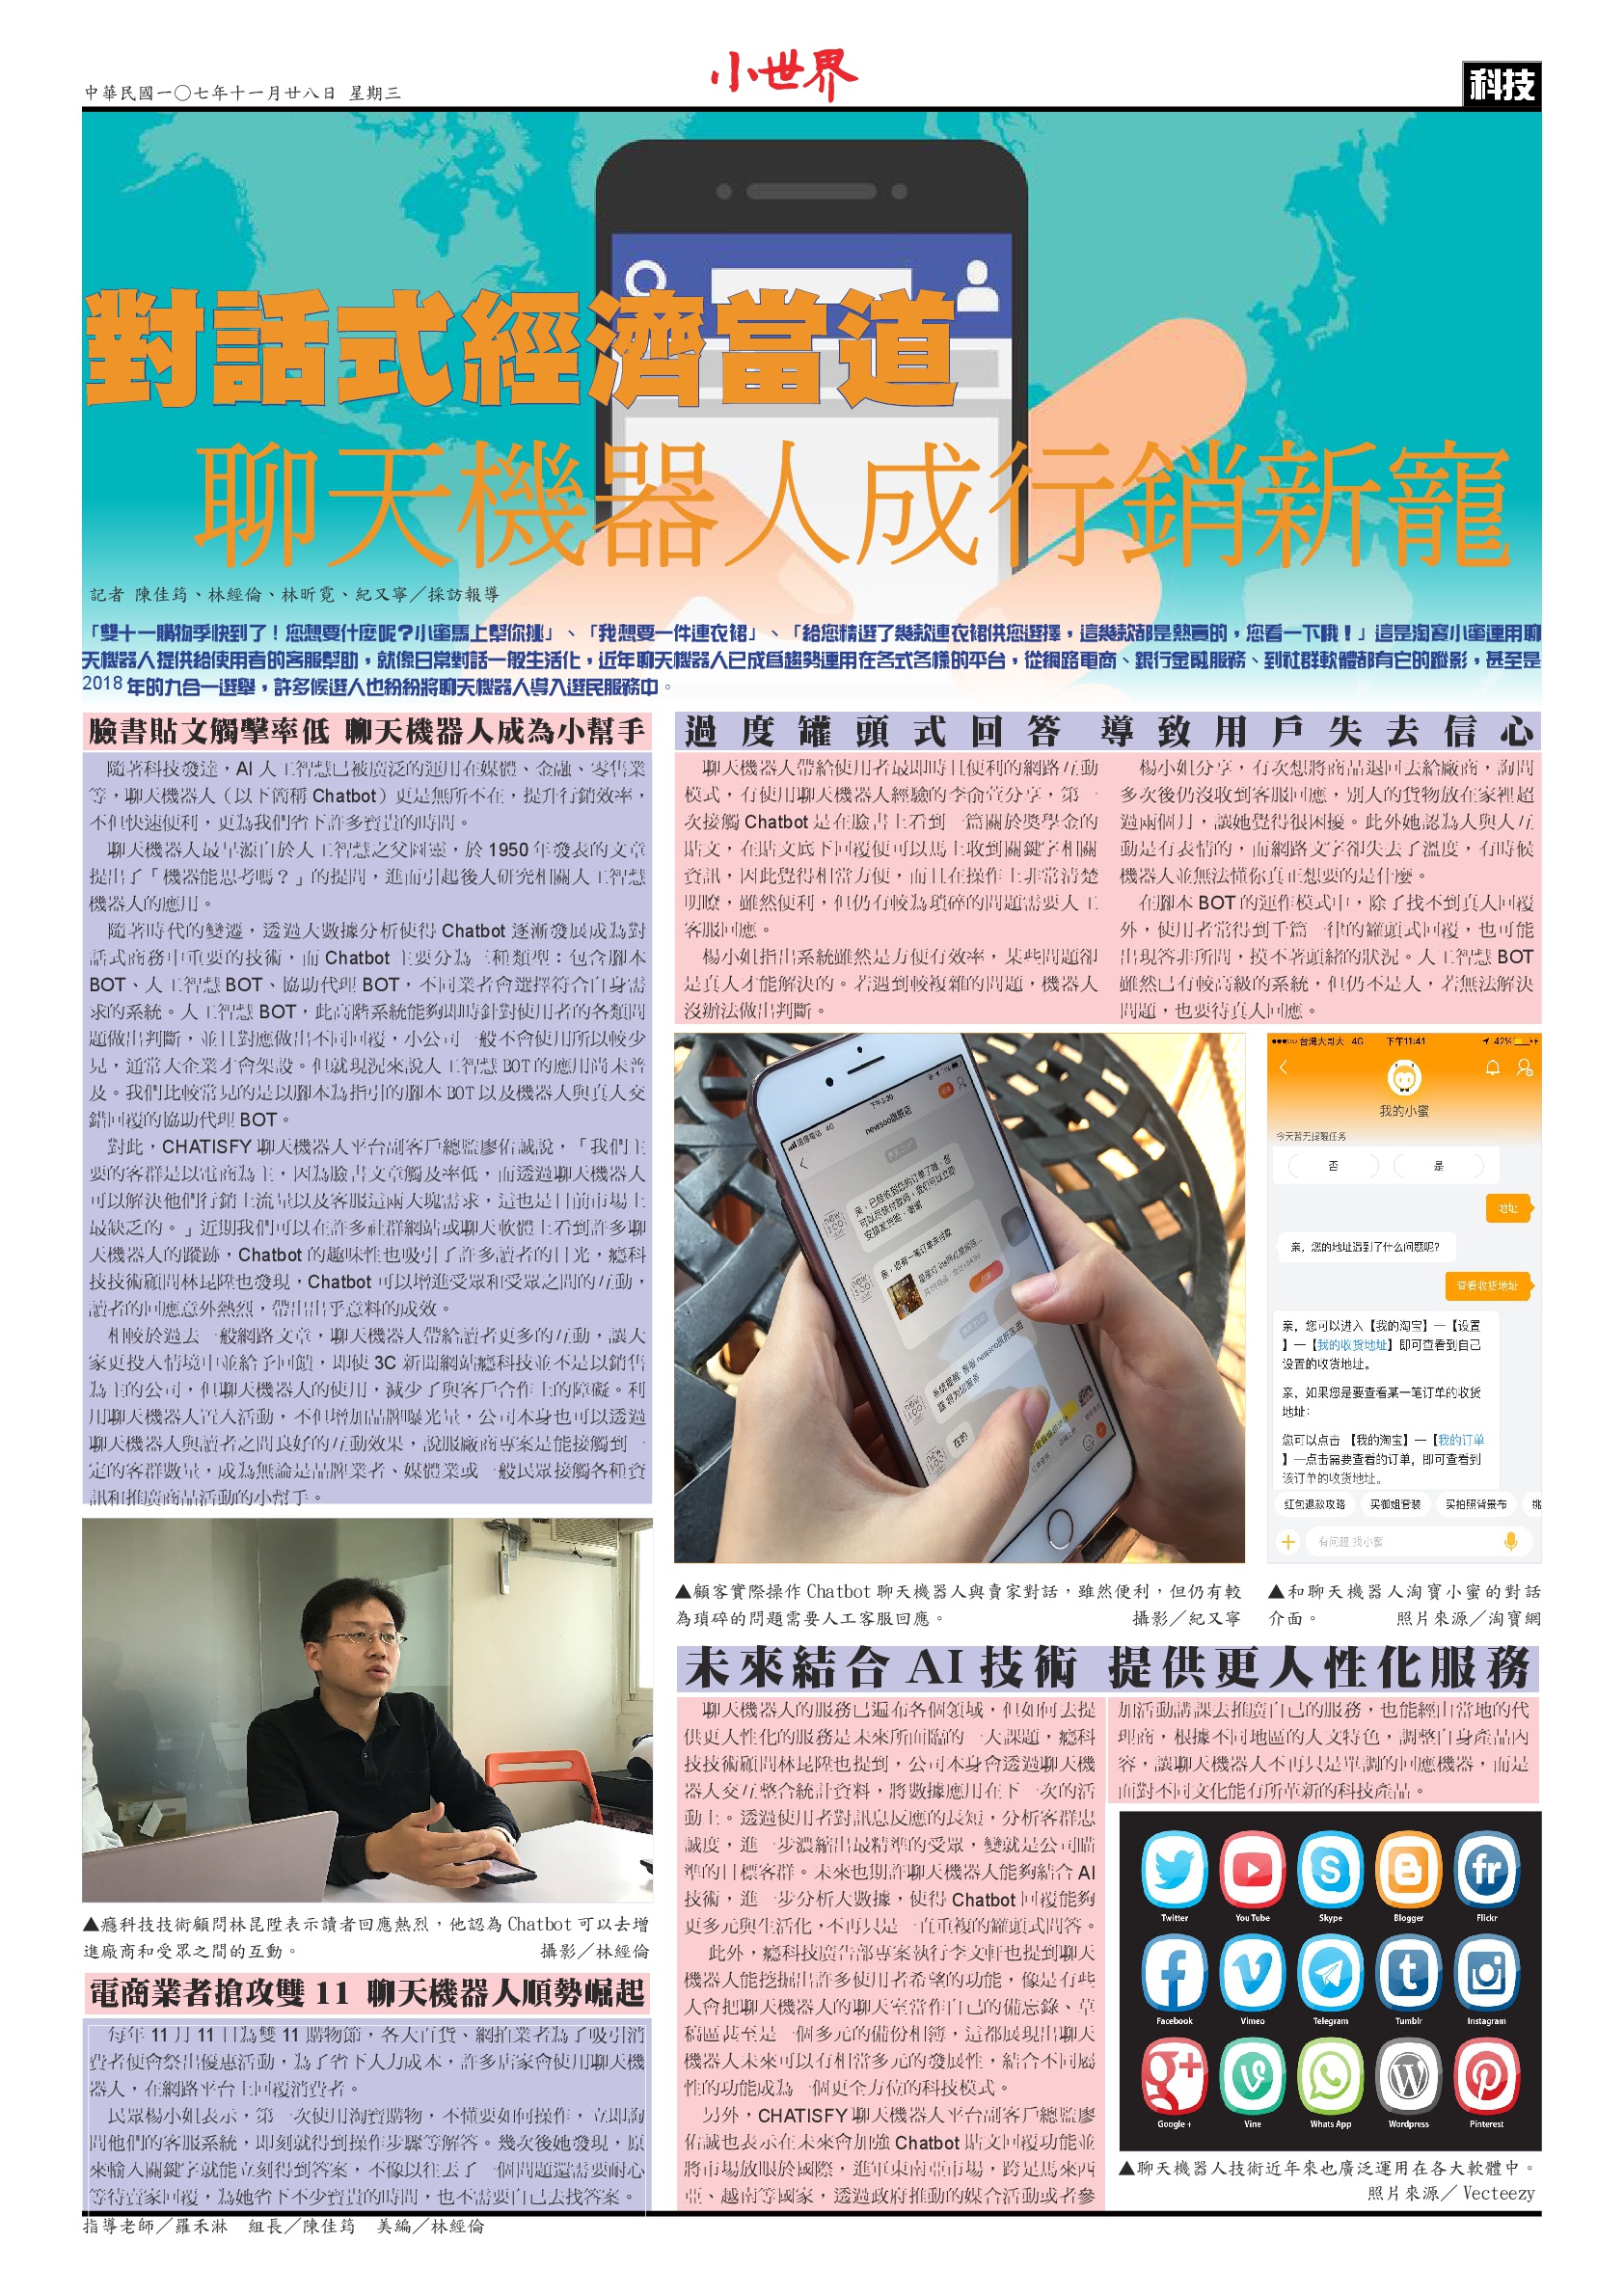 中華民國一○七年十一月廿八日 星期三
小世界
科技
對話式經濟當道
聊天機器人成行銷新寵
記者 陳佳筠、林經倫、林昕霓、紀又寧／採訪報導
「雙十一購物季快到了！您想要什麼呢？小蜜馬上幫你挑」、「我想要一件連衣裙」、「給您精選了幾款連衣裙供您選擇，這幾款都是熱賣的，您看一下哦！」這是淘寶小蜜運用聊
天機器人提供給使用者的客服幫助，就像日常對話一般生活化，近年聊天機器人已成為趨勢運用在各式各樣的平台，從網路電商、銀行金融服務、到社群軟體都有它的蹤影，甚至是
2018 年的九合一選舉，許多候選人也紛紛將聊天機器人導入選民服務中。
臉書貼文觸擊率低 聊天機器人成為小幫手
隨著科技發達，AI 人工智慧已被廣泛的運用在媒體、金融、零售業
等，聊天機器人（以下簡稱 Chatbot）更是無所不在，提升行銷效率，
不但快速便利，更為我們省下許多寶貴的時間。
聊天機器人最早源自於人工智慧之父圖靈，於 1950 年發表的文章
提出了「機器能思考嗎？」的提問，進而引起後人研究相關人工智慧
機器人的應用。
隨著時代的變遷，透過大數據分析使得 Chatbot 逐漸發展成為對
話式商務中重要的技術，而 Chatbot 主要分為三種類型：包含腳本
BOT、人工智慧 BOT、協助代理 BOT，不同業者會選擇符合自身需
求的系統。人工智慧 BOT，此高階系統能夠即時針對使用者的各類問
題做出判斷，並且對應做出不同回覆，小公司一般不會使用所以較少
見，通常大企業才會架設。但就現況來說人工智慧 BOT 的應用尚未普
及。我們比較常見的是以腳本為指引的腳本 BOT 以及機器人與真人交
錯回覆的協助代理 BOT。
對此，CHATISFY 聊天機器人平台副客戶總監廖佑誠說，「我們主
要的客群是以電商為主，因為臉書文章觸及率低，而透過聊天機器人
可以解決他們行銷上流量以及客服這兩大塊需求，這也是目前市場上
最缺乏的。」近期我們可以在許多社群網站或聊天軟體上看到許多聊
天機器人的蹤跡，Chatbot 的趣味性也吸引了許多讀者的目光，癮科
技技術顧問林昆陞也發現，Chatbot 可以增進受眾和受眾之間的互動，
讀者的回應意外熱烈，帶出出乎意料的成效。
相較於過去一般網路文章，聊天機器人帶給讀者更多的互動，讓大
家更投入情境中並給予回饋，即使 3C 新聞網站癮科技並不是以銷售
為主的公司，但聊天機器人的使用，減少了與客戶合作上的障礙。利
用聊天機器人置入活動，不但增加品牌曝光量，公司本身也可以透過
聊天機器人與讀者之間良好的互動效果，說服廠商專案是能接觸到一
定的客群數量，成為無論是品牌業者、媒體業或一般民眾接觸各種資
訊和推廣商品活動的小幫手。
▲癮科技技術顧問林昆陞表示讀者回應熱烈，他認為 Chatbot 可以去增
進廠商和受眾之間的互動。 攝影／林經倫
電商業者搶攻雙 11 聊天機器人順勢崛起
每年 11 月 11 日為雙 11 購物節，各大百貨、網拍業者為了吸引消
費者便會祭出優惠活動，為了省下人力成本，許多店家會使用聊天機
器人，在網路平台上回覆消費者。
民眾楊小姐表示，第一次使用淘寶購物，不懂要如何操作，立即詢
問他們的客服系統，即刻就得到操作步驟等解答。幾次後她發現，原
來輸入關鍵字就能立刻得到答案，不像以往去了一個問題還需要耐心
等待賣家回覆，為她省下不少寶貴的時間，也不需要自己去找答案。
過度罐頭式回答 導致用戶失去信心
聊天機器人帶給使用者最即時且便利的網路互動
模式，有使用聊天機器人經驗的李侖萱分享，第一
次接觸 Chatbot 是在臉書上看到一篇關於獎學金的
貼文，在貼文底下回覆便可以馬上收到關鍵字相關
資訊，因此覺得相當方便，而且在操作上非常清楚
明瞭，雖然便利，但仍有較為瑣碎的問題需要人工
客服回應。
楊小姐指出系統雖然是方便有效率，某些問題卻
是真人才能解決的。若遇到較複雜的問題，機器人
沒辦法做出判斷。
楊小姐分享，有次想將商品退回去給廠商，詢問
多次後仍沒收到客服回應，別人的貨物放在家裡超
過兩個月，讓她覺得很困擾。此外她認為人與人互
動是有表情的，而網路文字卻失去了溫度，有時候
機器人並無法懂你真正想要的是什麼。
在腳本 BOT 的運作模式中，除了找不到真人回覆
外，使用者常得到千篇一律的罐頭式回覆，也可能
出現答非所問，摸不著頭緒的狀況。人工智慧 BOT
雖然已有較高級的系統，但仍不是人，若無法解決
問題，也要待真人回應。
下午3:20
newsoo旗舰店
亲，已经收到您的订单了哦，您
可以尽快付款哟，我们可以立即
安排发货哟，谢谢
亲，您有一笔订单未付款
在的
台灣大哥大 4G 下午11:41 42%
我的小蜜
今天暂无提醒任务
否 是
地址
亲，您的地址遇到了什么问题呢？
查看收货地址
亲，您可以进入【我的淘宝】—【设置
】—【我的收货地址】即可查看到自己
设置的收货地址。
亲，如果您是要查看某一笔订单的收货
地址：
您可以点击 【我的淘宝】—【我的订单
】—点击需要查看的订单，即可查看到
该订单的收货地址。
红包退款攻略 买御姐套装 买拍照背景布 挑
有问题 找小蜜
▲顧客實際操作 Chatbot 聊天機器人與賣家對話，雖然便利，但仍有較
為瑣碎的問題需要人工客服回應。 攝影／紀又寧
▲和聊天機器人淘寶小蜜的對話
介面。 照片來源／淘寶網
未來結合 AI 技術 提供更人性化服務
聊天機器人的服務已遍布各個領域，但如何去提
供更人性化的服務是未來所面臨的一大課題，癮科
技技術顧問林昆陞也提到，公司本身會透過聊天機
器人交互整合統計資料，將數據應用在下一次的活
動上。透過使用者對訊息反應的長短，分析客群忠
誠度，進一步濃縮出最精準的受眾，變就是公司瞄
準的目標客群。未來也期許聊天機器人能夠結合 AI
技術，進一步分析大數據，使得 Chatbot 回覆能夠
更多元與生活化，不再只是一直重複的罐頭式問答。
此外，癮科技廣告部專案執行李文軒也提到聊天
機器人能挖掘出許多使用者希望的功能，像是有些
人會把聊天機器人的聊天室當作自己的備忘錄、草
稿區甚至是一個多元的備份相簿，這都展現出聊天
機器人未來可以有相當多元的發展性，結合不同屬
性的功能成為一個更全方位的科技模式。
另外，CHATISFY 聊天機器人平台副客戶總監廖
佑誠也表示在未來會加強 Chatbot 貼文回覆功能並
將市場放眼於國際，進軍東南亞市場，跨足馬來西
亞、越南等國家，透過政府推動的媒合活動或者參
加活動講課去推廣自己的服務，也能經由當地的代
理商，根據不同地區的人文特色，調整自身產品內
容，讓聊天機器人不再只是單調的回應機器，而是
面對不同文化能有所革新的科技產品。
Twitter You Tube Skype Blogger Flickr
Facebook Vimeo Telegram Tumblr Instagram
Google + Vine Whats App Wordpress Pinterest
▲聊天機器人技術近年來也廣泛運用在各大軟體中。
照片來源／ Vecteezy
指導老師／羅禾淋 組長／陳佳筠 美編／林經倫